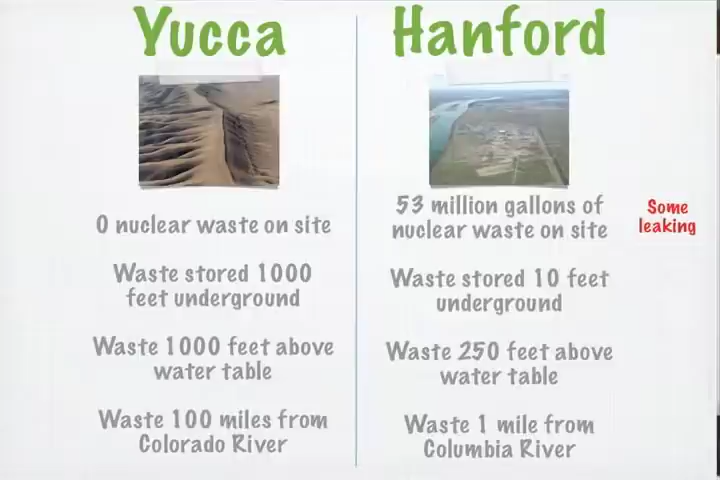 Yucca
0 nuclear waste on site
Waste stored 1000
feet underground
Waste 1000 feet above
water table
Waste 100 miles from
Colorado River
Hanford
53 million gallons of
nuclear waste on site
Some
leaking
Waste stored 10 feet
underground
Waste 250 feet above
water table
Waste 1 mile from
Columbia River